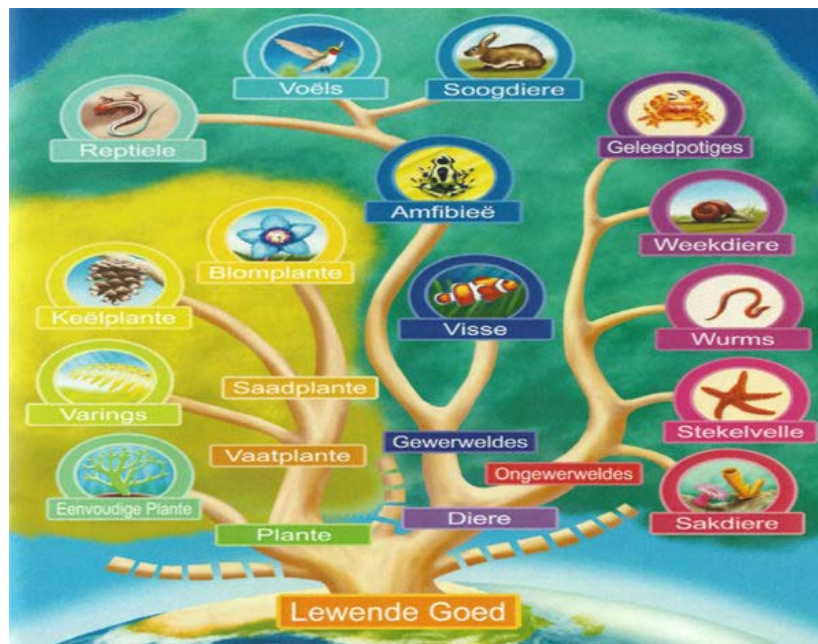 Voëls
Soogdiere
Reptiele
Geleedpotiges
Amfibieë
Weekdiere
Blomplante
Keëlplante
Visse
Wurms
Saadplante
Varings
Stekelvelle
Gewerweldes
Vaatplante
Ongewerweldes
Eenvoudige Plante
Diere
Sakdiere
Plante
Lewende Goed